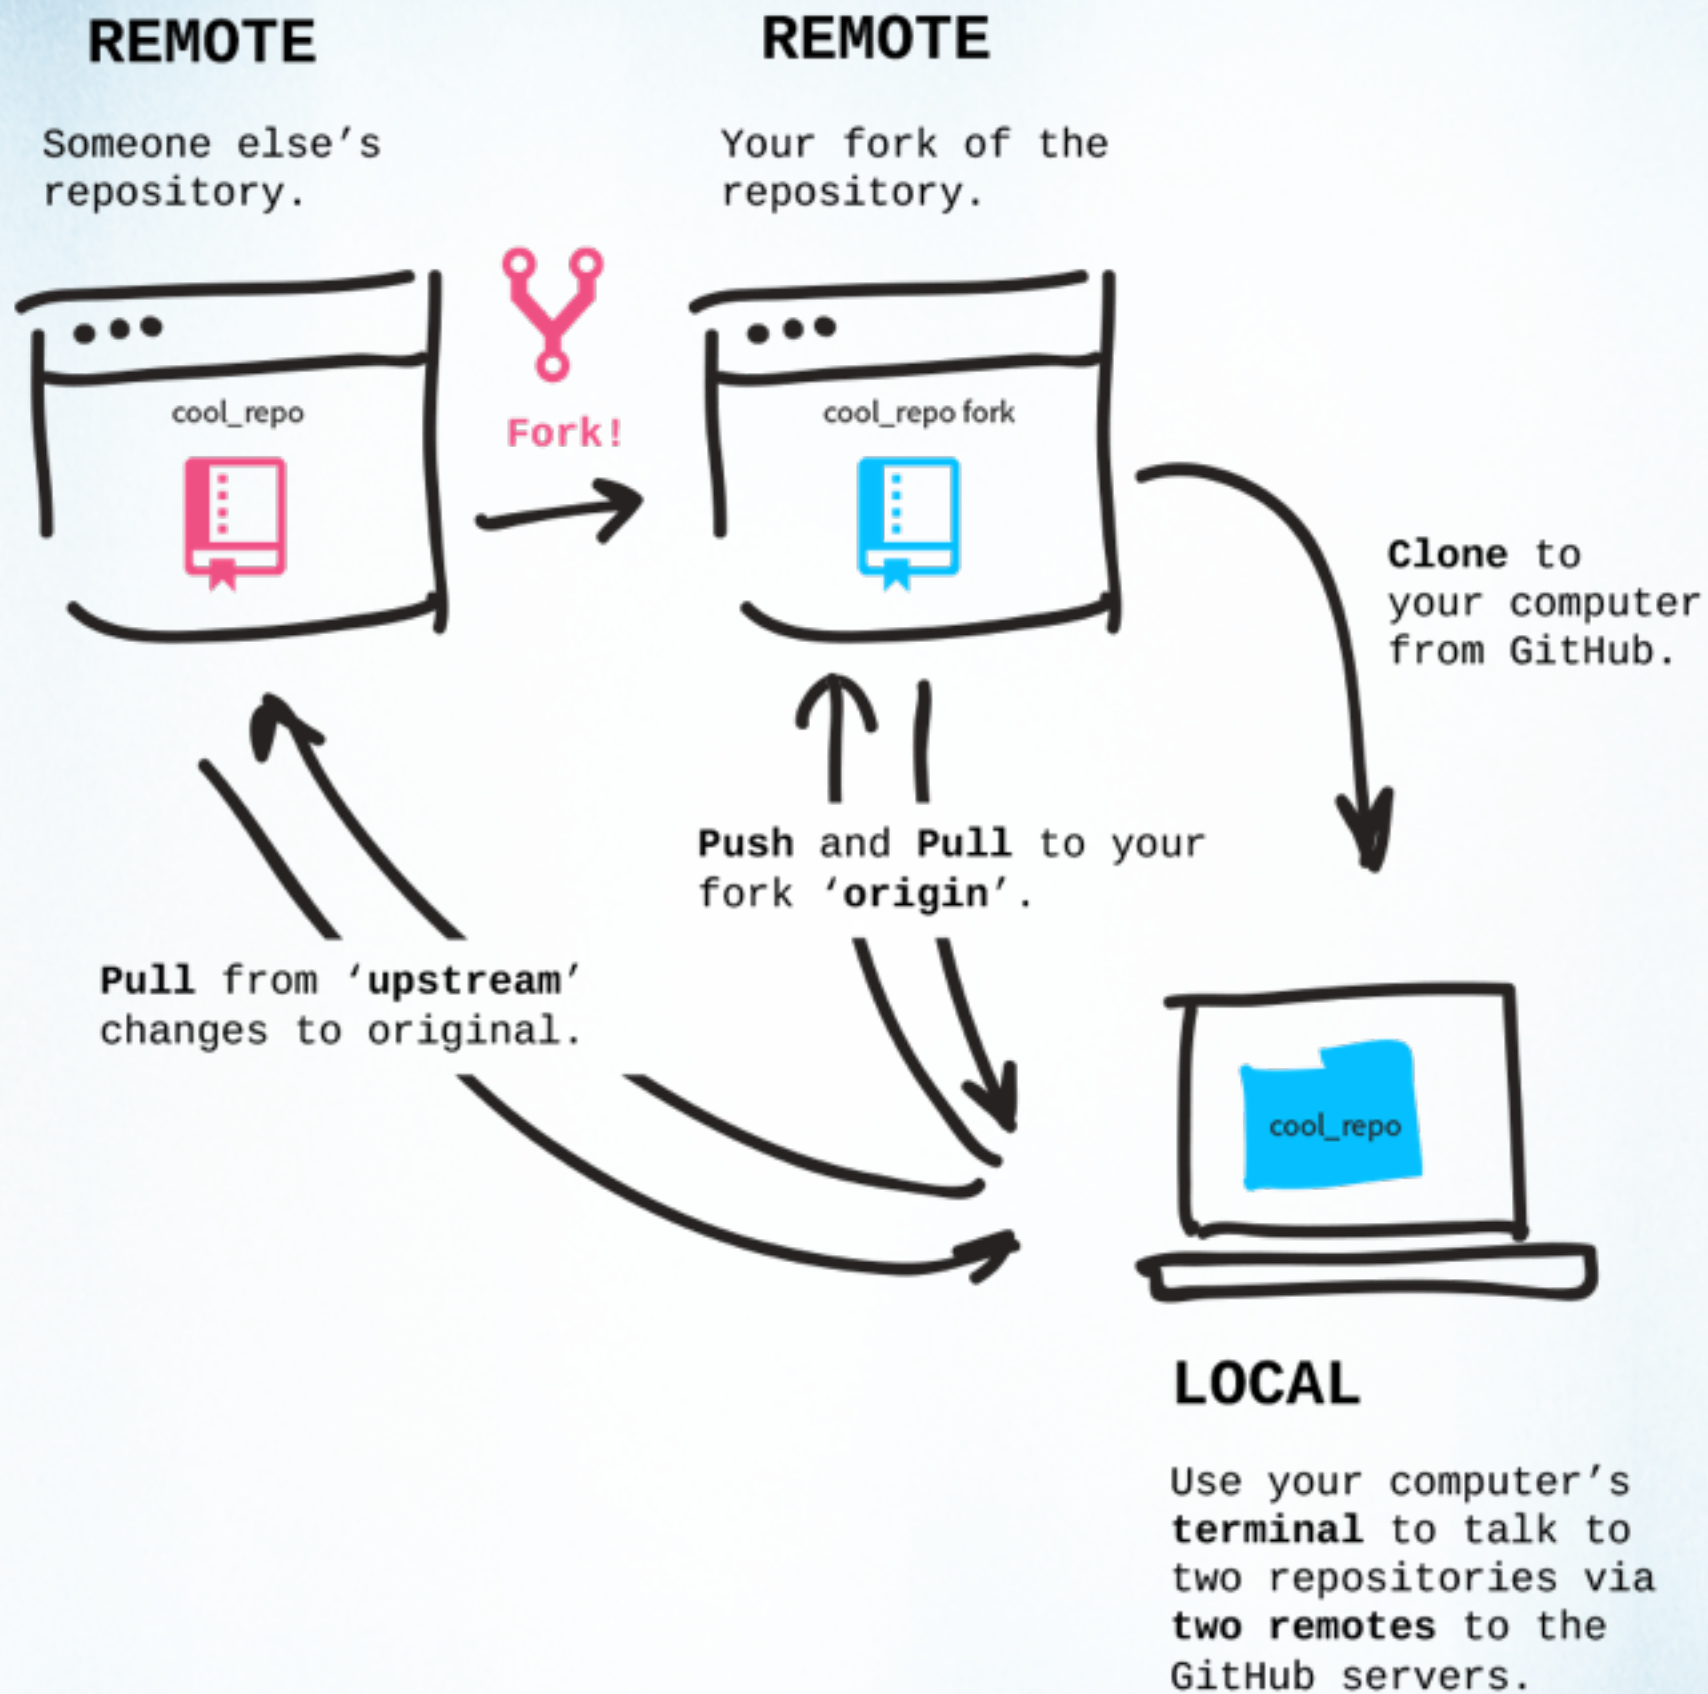 REMOTE
Someone else’s
repository.
cool_repo
Fork!
REMOTE
Your fork of the
repository.
cool_repo fork
Clone to
your computer
from GitHub.
Push and Pull to your
fork ‘origin’.
Pull from ‘upstream’
changes to original.
cool_repo
LOCAL
Use your computer’s
terminal to talk to
two repositories via
two remotes to the
GitHub servers.